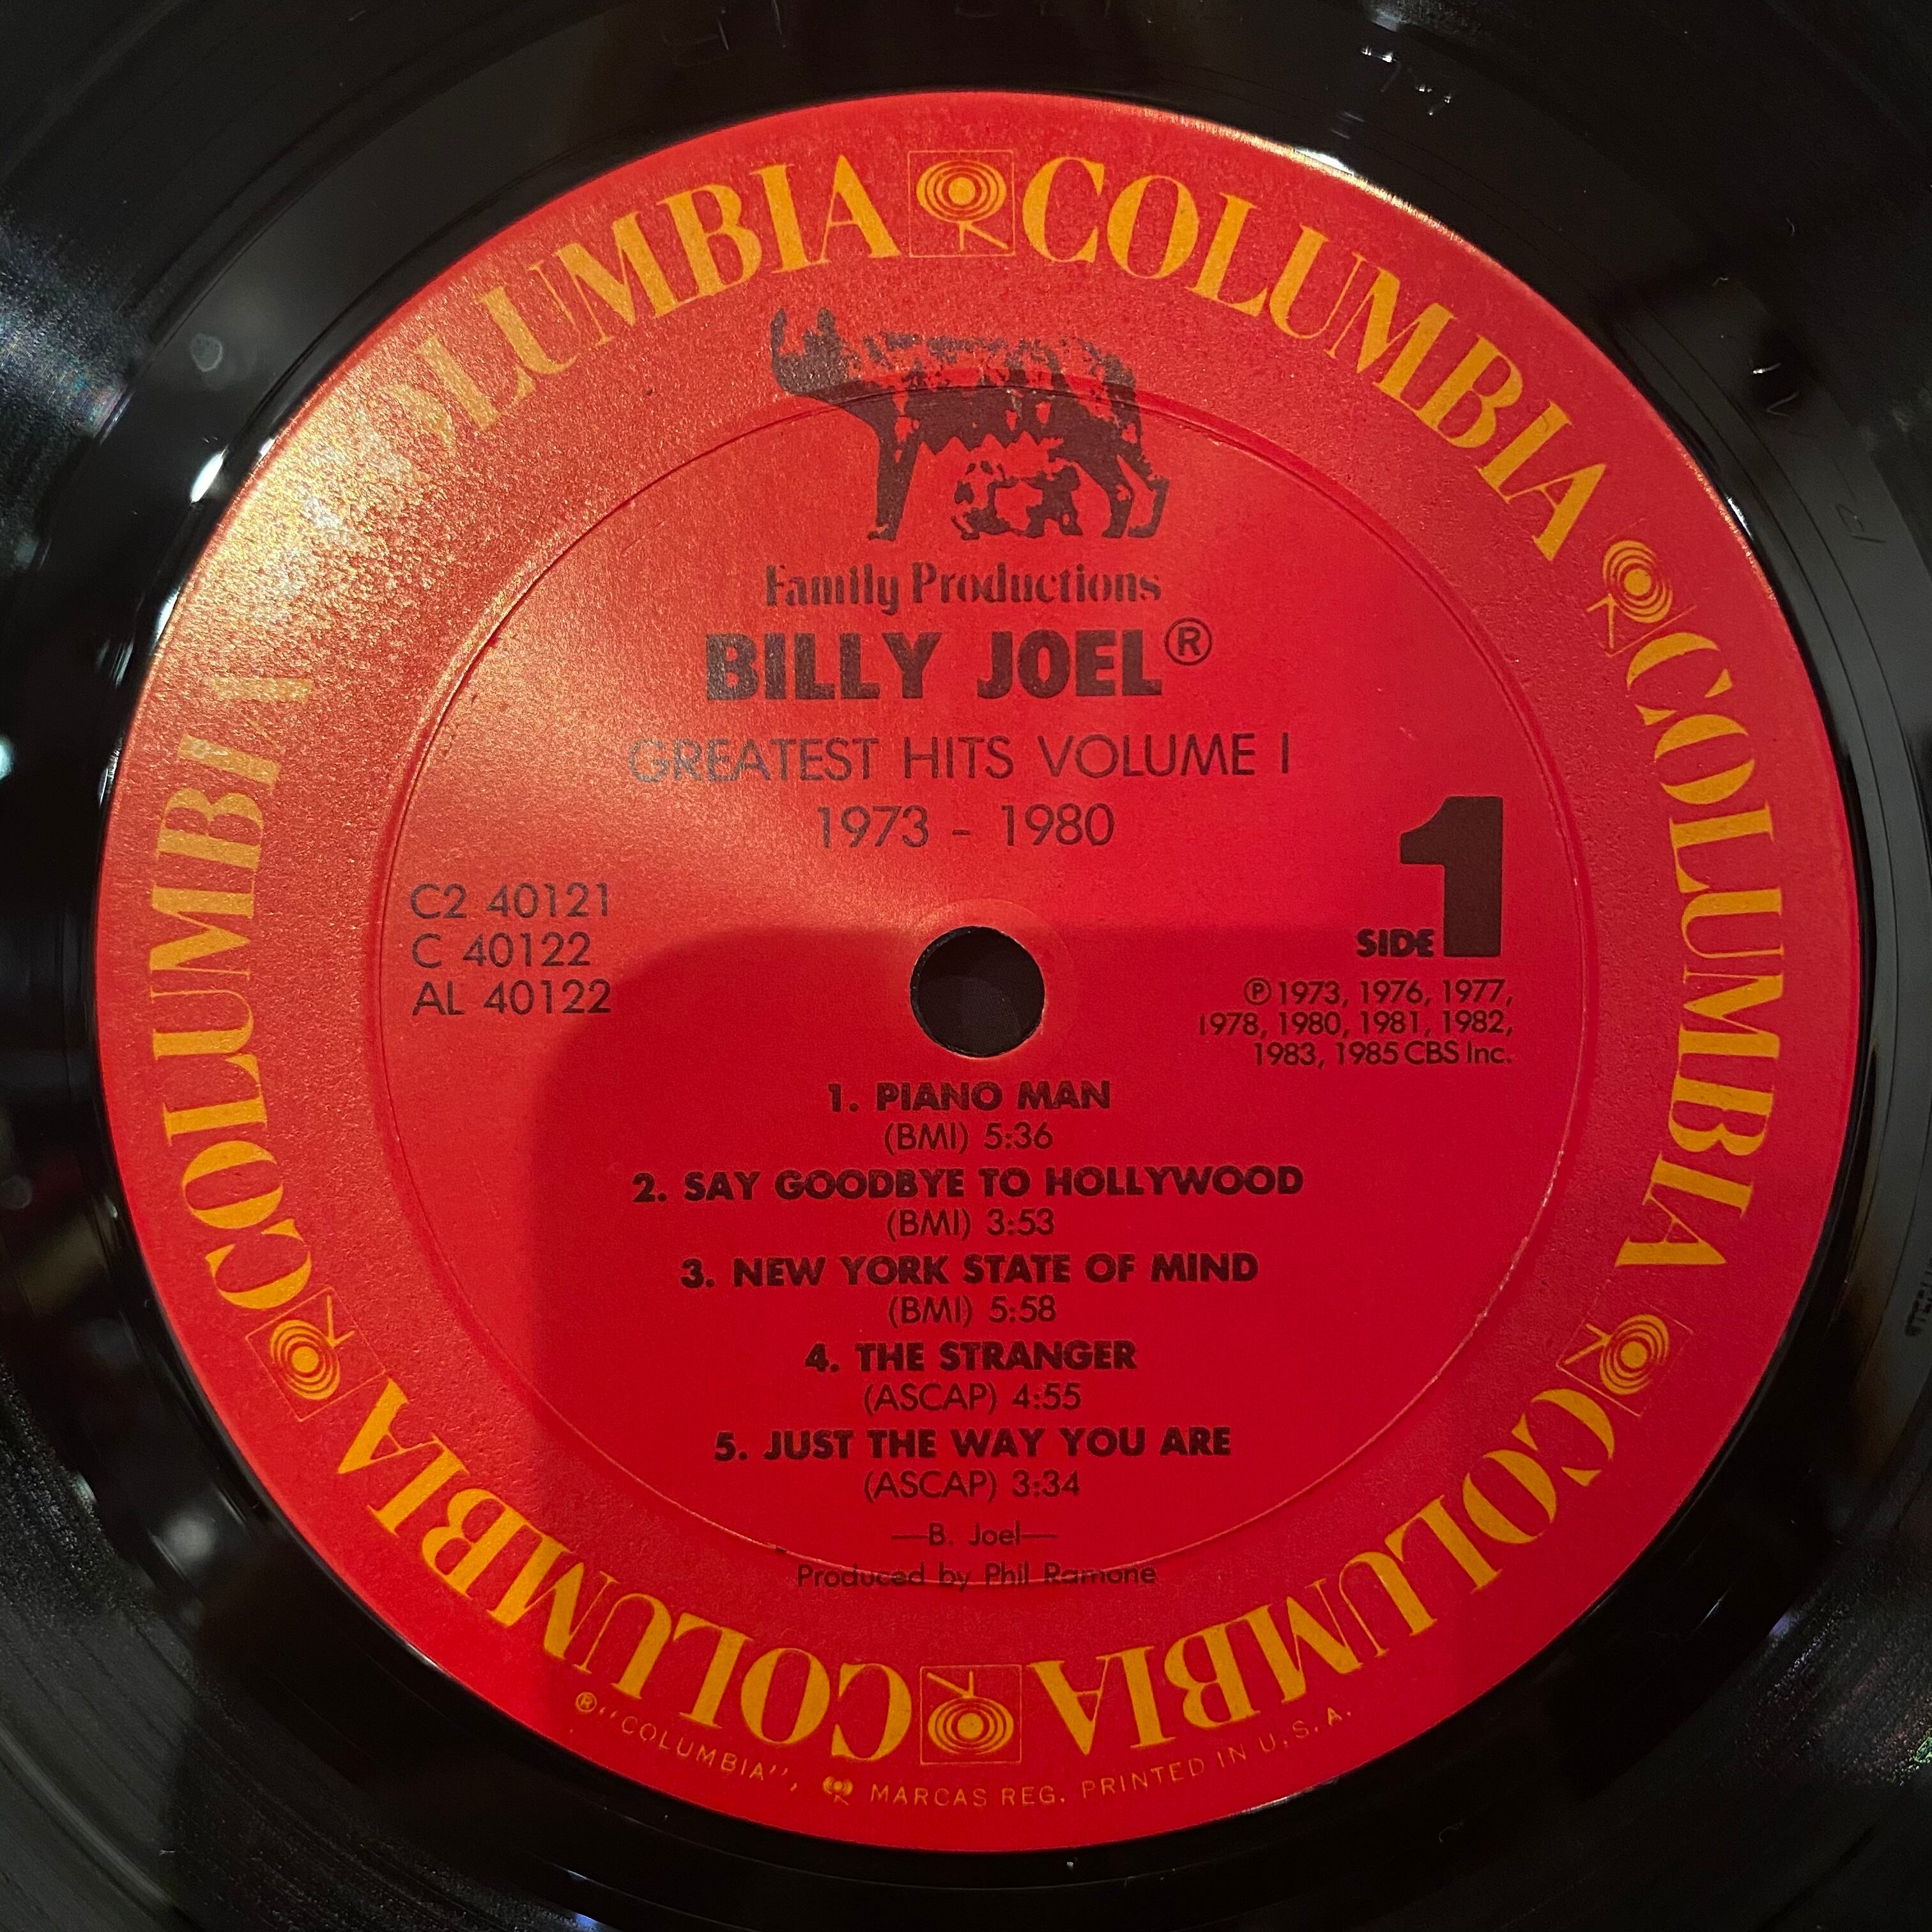 COLUMBIA COLUMBIA COLUMBIA COLUMBIA COLUMBIA COLUMBIA
Family Productions
BILLY JOEL®
GREATEST HITS VOLUME I
1973 - 1980
C2 40121
C 40122
AL 40122
SIDE 1
℗ 1973, 1976, 1977,
1978, 1980, 1981, 1982,
1983, 1985 CBS Inc.
1. PIANO MAN
(BMI) 5:36
2. SAY GOODBYE TO HOLLYWOOD
(BMI) 3:53
3. NEW YORK STATE OF MIND
(BMI) 5:58
4. THE STRANGER
(ASCAP) 4:55
5. JUST THE WAY YOU ARE
(ASCAP) 3:34
—B. Joel—
Produced by Phil Ramone
® "COLUMBIA", MARCAS REG. PRINTED IN U.S.A.